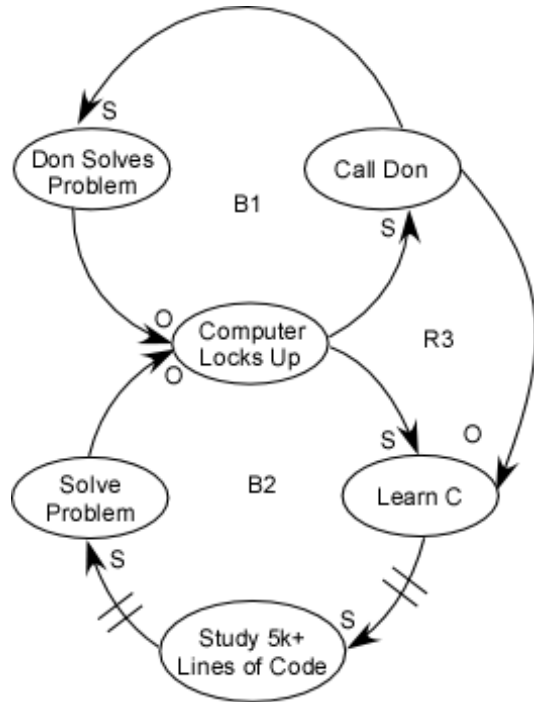 S
Don Solves
Problem
Call Don
B1
S
O
Computer
Locks Up
R3
O
S
O
Solve
Problem
B2
Learn C
S
S
Study 5k+
Lines of Code